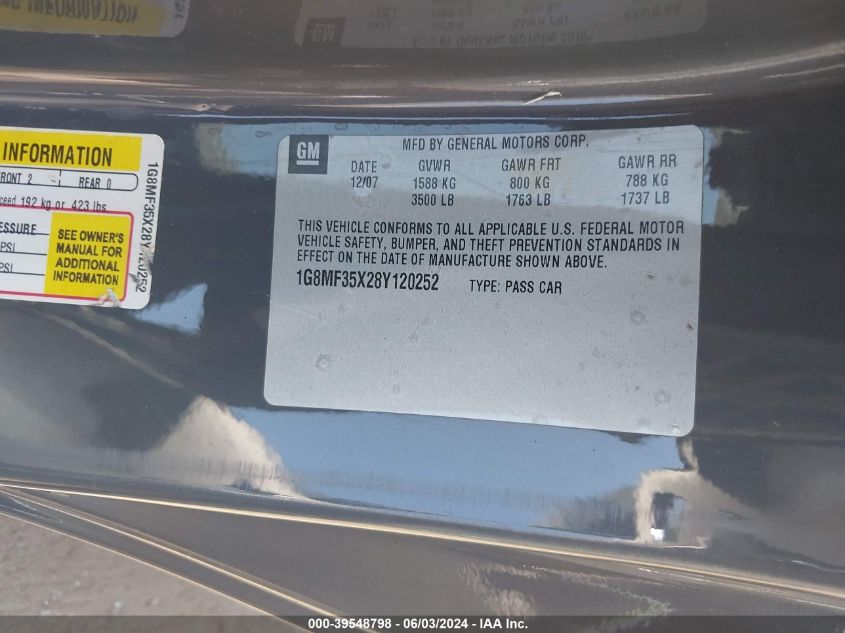 GM
MFD BY GENERAL MOTORS CORP.
DATE GVWR GAWR FRT GAWR RR
12/07 1588 KG 800 KG 788 KG
3500 LB 1763 LB 1737 LB
THIS VEHICLE CONFORMS TO ALL APPLICABLE U.S. FEDERAL MOTOR
VEHICLE SAFETY, BUMPER, AND THEFT PREVENTION STANDARDS IN
EFFECT ON THE DATE OF MANUFACTURE SHOWN ABOVE.
1G8MF35X28Y120252 TYPE: PASS CAR
INFORMATION
FRONT 2 REAR 0
192 kg or 423 lbs.
SEE OWNER'S
MANUAL FOR
ADDITIONAL
INFORMATION
PSI
PSI
1G8MF35X28Y120252
000-39548798 - 06/03/2024 - IAA Inc.